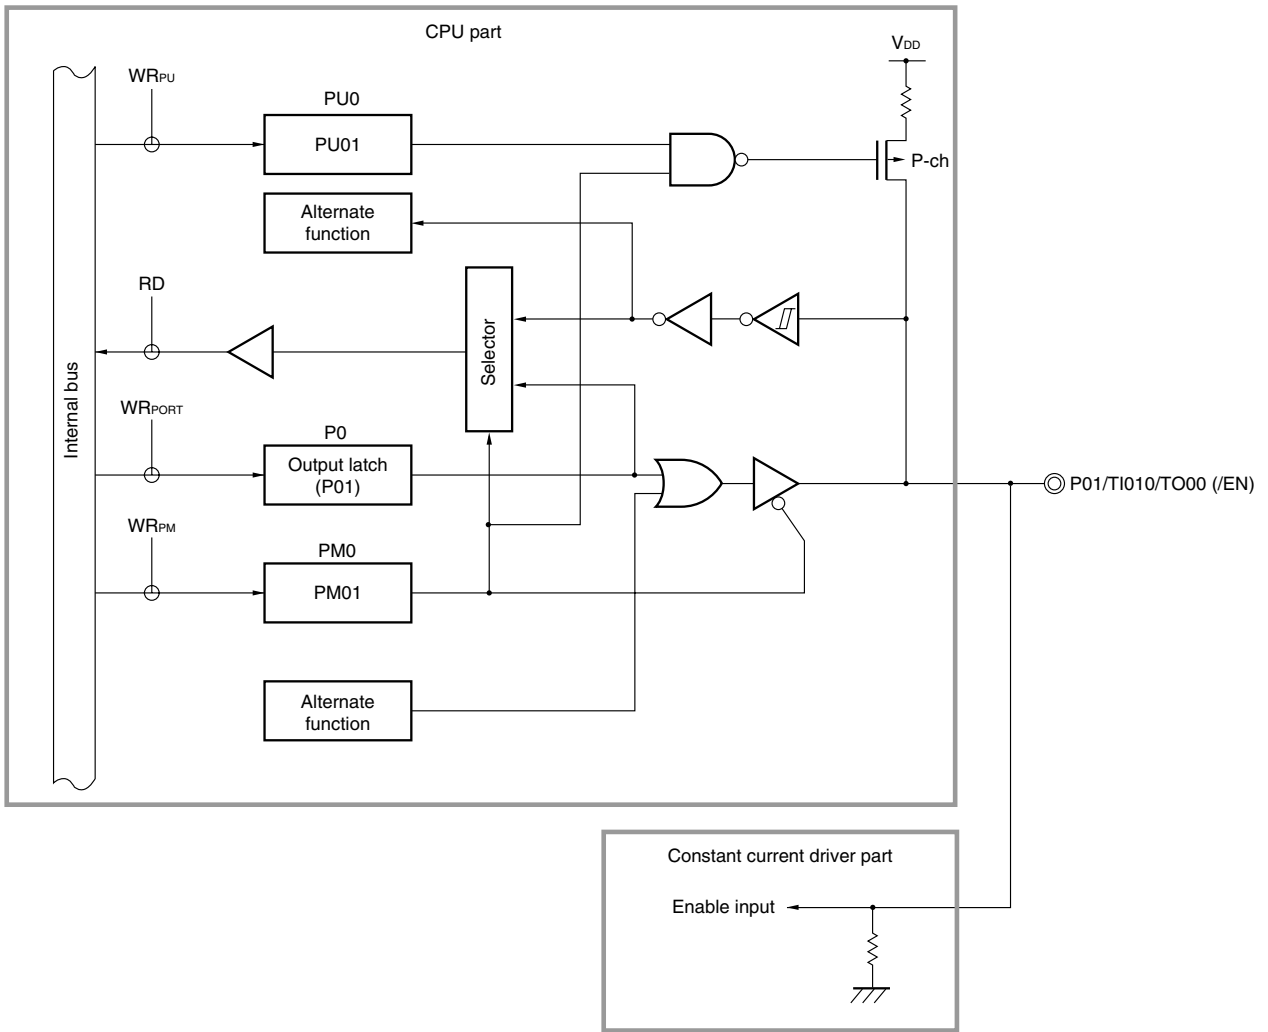 CPU part
VDD
WRPU
PU0
PU01
P-ch
Alternate
function
RD
Selector
Internal bus
WRPORT
P0
Output latch
(P01)
P01/TI010/TO00 (/EN)
WRPM
PM0
PM01
Alternate
function
Constant current driver part
Enable input